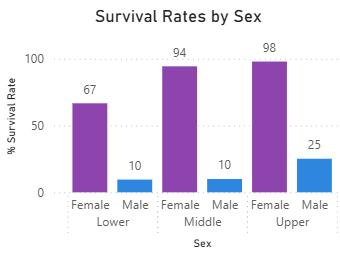 Survival Rates by Sex
% Survival Rate
100
50
0
67
10
94
10
98
25
Female Male Female Male Female Male
Lower Middle Upper
Sex